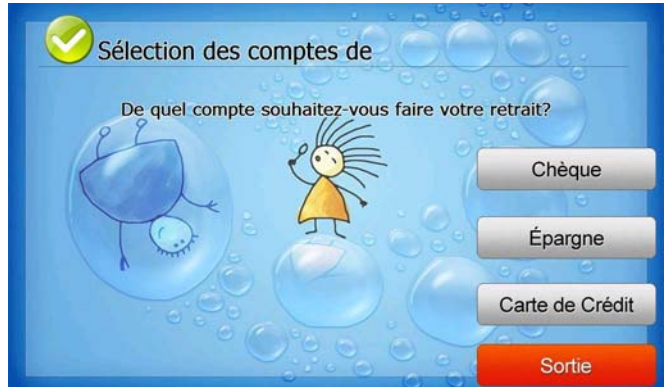 Sélection des comptes de
De quel compte souhaitez-vous faire votre retrait?
Chèque
Épargne
Carte de Crédit
Sortie